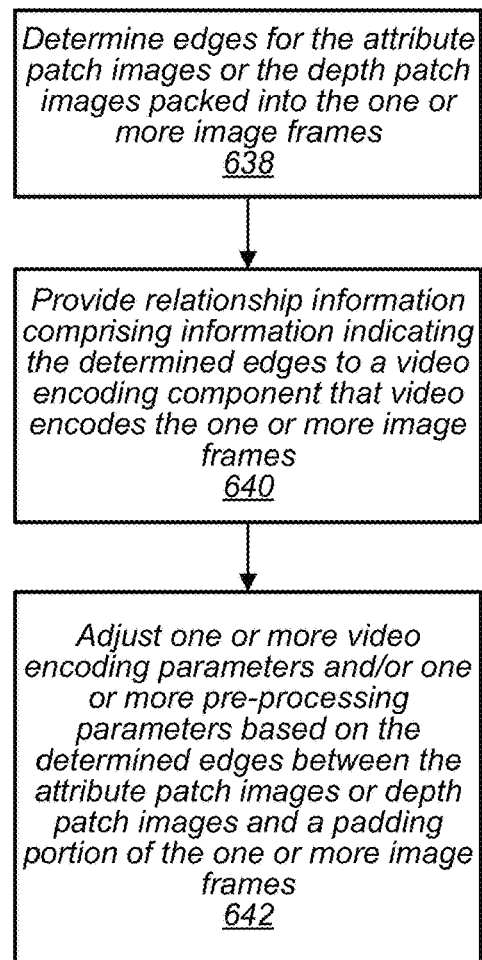 Determine edges for the attribute
patch images or the depth patch
images packed into the one or
more image frames
638
Provide relationship information
comprising information indicating
the determined edges to a video
encoding component that video
encodes the one or more image
frames
640
Adjust one or more video
encoding parameters and/or one
or more pre-processing
parameters based on the
determined edges between the
attribute patch images or depth
patch images and a padding
portion of the one or more image
frames
642